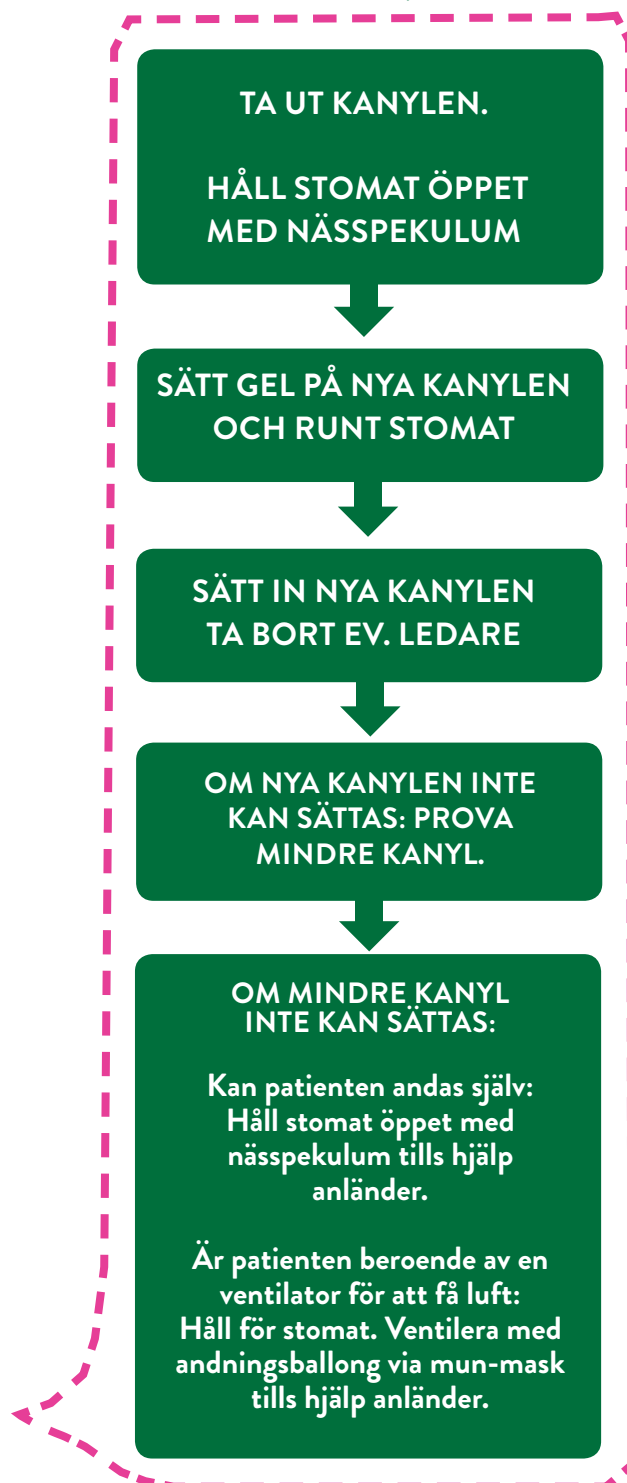 TA UT KANYLEN.
HÅLL STOMAT ÖPPET
MED NÄSSPEKULUM
SÄTT GEL PÅ NYA KANYLEN
OCH RUNT STOMAT
SÄTT IN NYA KANYLEN
TA BORT EV. LEDARE
OM NYA KANYLEN INTE
KAN SÄTTAS: PROVA
MINDRE KANYL.
OM MINDRE KANYL
INTE KAN SÄTTAS:
Kan patienten andas själv:
Håll stomat öppet med
nässpekulum tills hjälp
anländer.
Är patienten beroende av en
ventilator för att få luft:
Håll för stomat. Ventilera med
andningsballong via mun-mask
tills hjälp anländer.